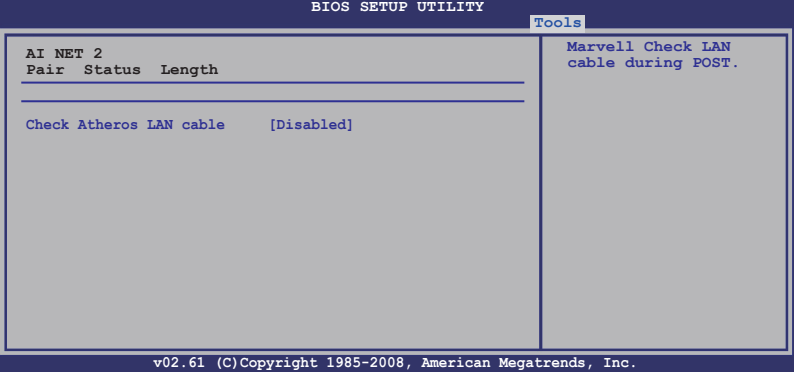 BIOS SETUP UTILITY
Tools
AI NET 2
Pair Status Length
Check Atheros LAN cable [Disabled]
Marvell Check LAN
cable during POST.
v02.61 (C)Copyright 1985-2008, American Megatrends, Inc.